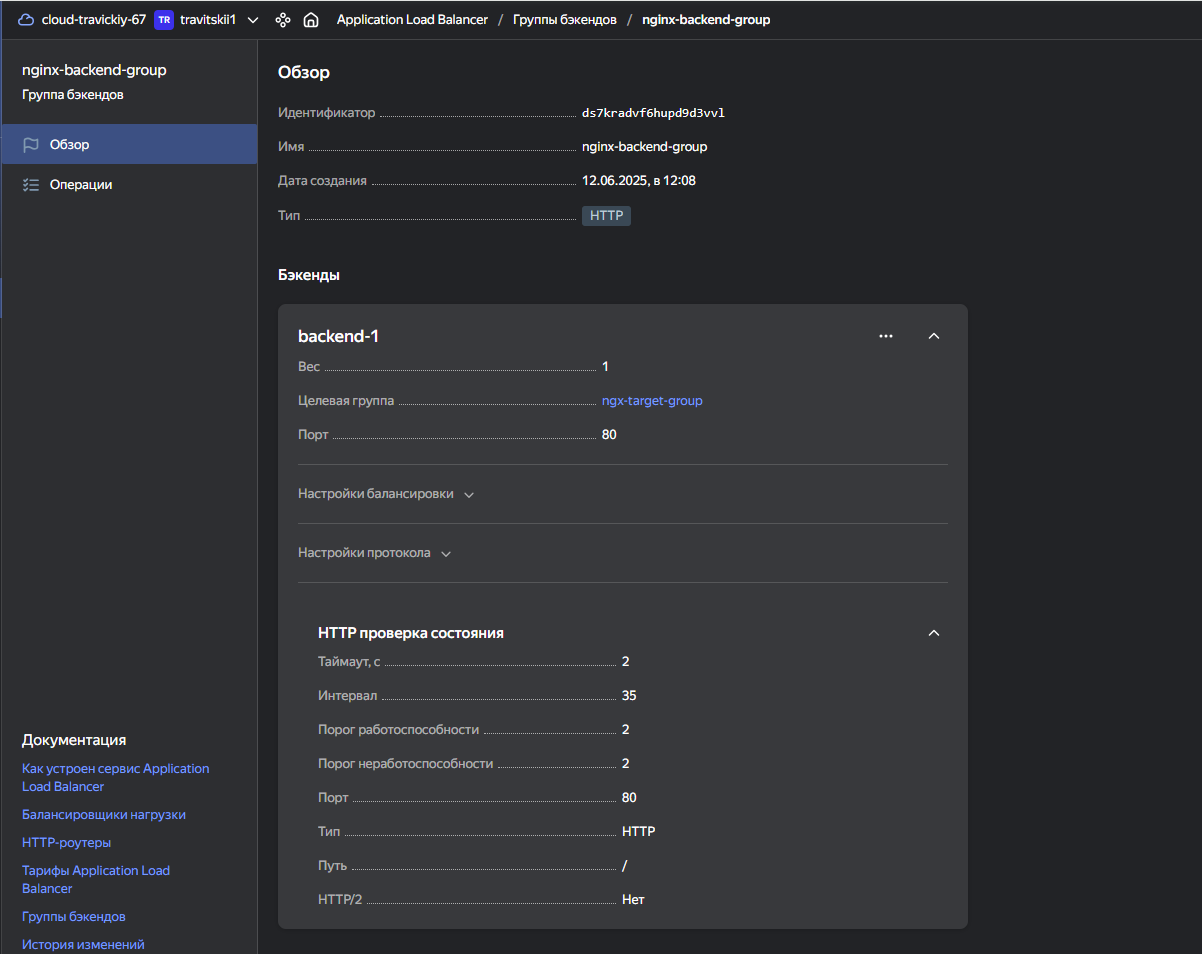 cloud-travickiy-67 TR travitskii1 Application Load Balancer / Группы бэкендов / nginx-backend-group
nginx-backend-group
Группа бэкендов
Обзор
Операции
Документация
Как устроен сервис Application
Load Balancer
Балансировщики нагрузки
HTTP-роутеры
Тарифы Application Load
Balancer
Группы бэкендов
История изменений
Обзор
Идентификатор ds7kradvf6hupd9d3vvl
Имя nginx-backend-group
Дата создания 12.06.2025, в 12:08
Тип HTTP
Бэкенды
backend-1
Вес 1
Целевая группа ngx-target-group
Порт 80
Настройки балансировки
Настройки протокола
HTTP проверка состояния
Таймаут, с 2
Интервал 35
Порог работоспособности 2
Порог неработоспособности 2
Порт 80
Тип HTTP
Путь /
HTTP/2 Нет